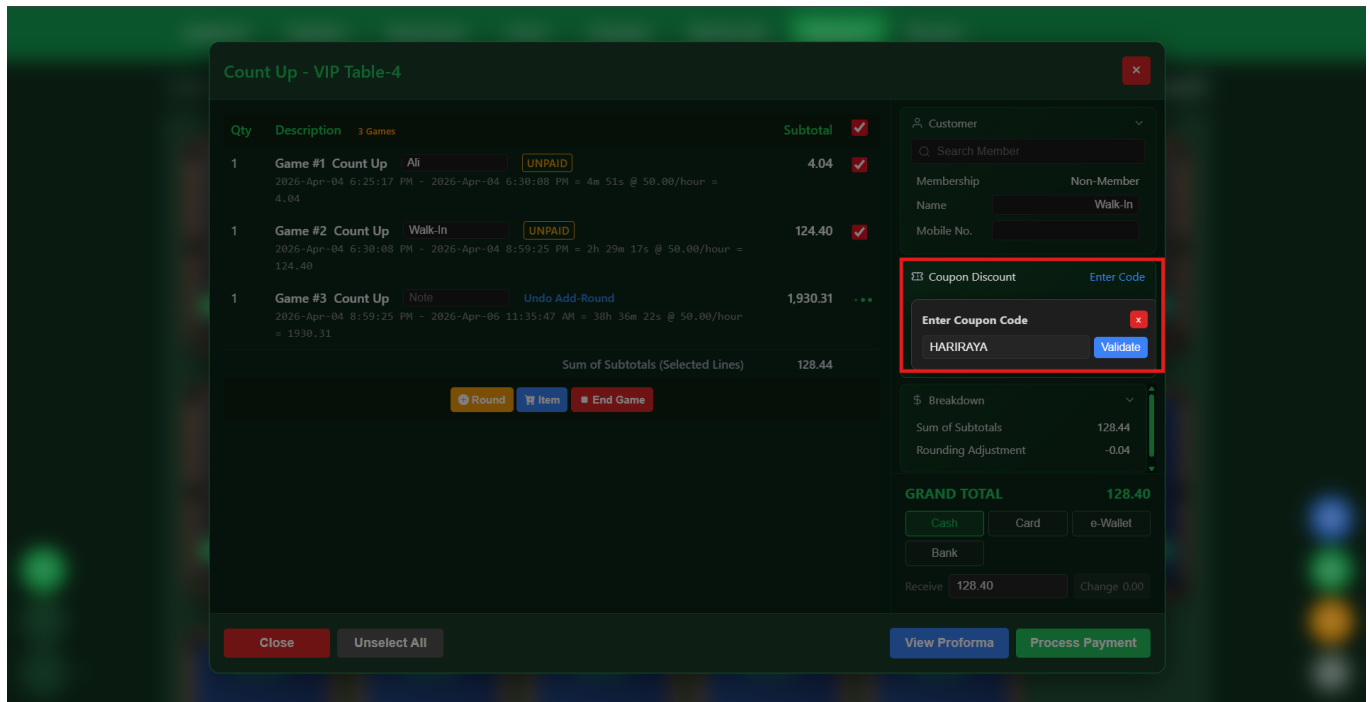 Count Up - VIP Table-4
×
Qty Description 3 Games Subtotal
1 Game #1 Count Up Ali UNPAID 4.04
2026-Apr-04 6:25:17 PM - 2026-Apr-04 6:30:08 PM = 4m 51s @ 50.00/hour =
4.04
1 Game #2 Count Up Walk-In UNPAID 124.40
2026-Apr-04 6:30:08 PM - 2026-Apr-04 8:59:25 PM = 2h 29m 17s @ 50.00/hour =
124.40
1 Game #3 Count Up Note Undo Add-Round 1,930.31
2026-Apr-04 8:59:25 PM - 2026-Apr-06 11:35:47 AM = 38h 36m 22s @ 50.00/hour
= 1930.31
Sum of Subtotals (Selected Lines) 128.44
Round Item End Game
Customer
Search Member
Membership Non-Member
Name Walk-In
Mobile No.
Coupon Discount Enter Code
Enter Coupon Code x
HARIRAYA Validate
$ Breakdown
Sum of Subtotals 128.44
Rounding Adjustment -0.04
GRAND TOTAL 128.40
Cash Card e-Wallet
Bank
Receive 128.40 Change 0.00
Close Unselect All View Proforma Process Payment